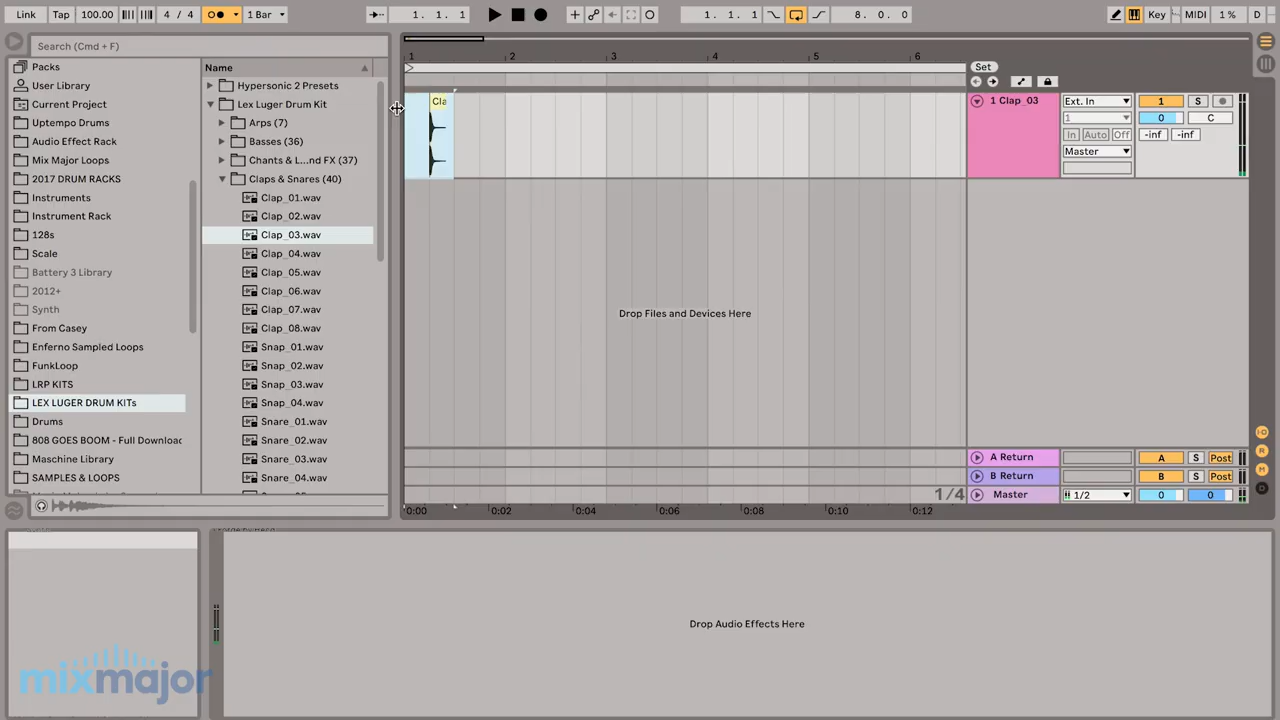 Link Tap 100.00 4 / 4 1 Bar 1. 1. 1 1. 1. 1 8. 0. 0 Key MIDI 1 % D
Search (Cmd + F)
Packs
User Library
Current Project
Uptempo Drums
Audio Effect Rack
Mix Major Loops
2017 DRUM RACKS
Instruments
Instrument Rack
128s
Scale
Battery 3 Library
2012+
Synth
From Casey
Enferno Sampled Loops
FunkLoop
LRP KITS
LEX LUGER DRUM KITs
Drums
808 GOES BOOM - Full Downloac
Maschine Library
SAMPLES & LOOPS
Name
Hypersonic 2 Presets
Lex Luger Drum Kit
Arps (7)
Basses (36)
Chants & L...nd FX (37)
Claps & Snares (40)
Clap_01.wav
Clap_02.wav
Clap_03.wav
Clap_04.wav
Clap_05.wav
Clap_06.wav
Clap_07.wav
Clap_08.wav
Snap_01.wav
Snap_02.wav
Snap_03.wav
Snap_04.wav
Snare_01.wav
Snare_02.wav
Snare_03.wav
Snare_04.wav
1 2 3 4 5 6
Set
Cla
1 Clap_03 Ext. In 1 S
1 0 C
In Auto Off -inf -inf
Master
Drop Files and Devices Here
A Return A S Post
B Return B S Post
1/4 Master 1/2 0 0
0:00 0:02 0:04 0:06 0:08 0:10 0:12
Drop Audio Effects Here
mixmajor